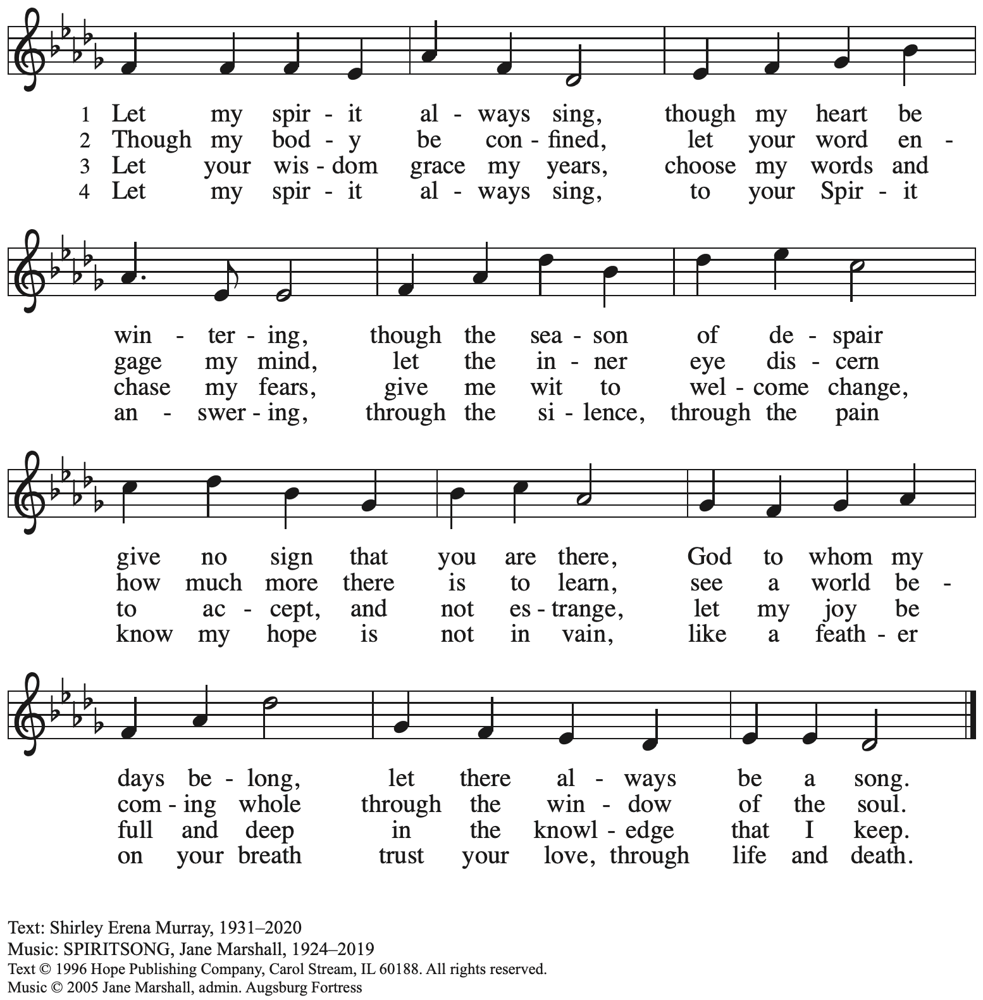 1 Let my spir - it al - ways sing, though my heart be
2 Though my bod - y be con - fined, let your word en -
3 Let your wis - dom grace my years, choose my words and
4 Let my spir - it al - ways sing, to your Spir - it
win - ter - ing, though the sea - son of de - spair
gage my mind, let the in - ner eye dis - cern
chase my fears, give me wit to wel - come change,
an - swer - ing, through the si - lence, through the pain
give no sign that you are there, God to whom my
how much more there is to learn, see a world be -
to ac - cept, and not es - trange, let my joy be
know my hope is not in vain, like a feath - er
days be - long, let there al - ways be a song.
com - ing whole through the win - dow of the soul.
full and deep in the knowl - edge that I keep.
on your breath trust your love, through life and death.
Text: Shirley Erena Murray, 1931–2020
Music: SPIRITSONG, Jane Marshall, 1924–2019
Text © 1996 Hope Publishing Company, Carol Stream, IL 60188. All rights reserved.
Music © 2005 Jane Marshall, admin. Augsburg Fortress